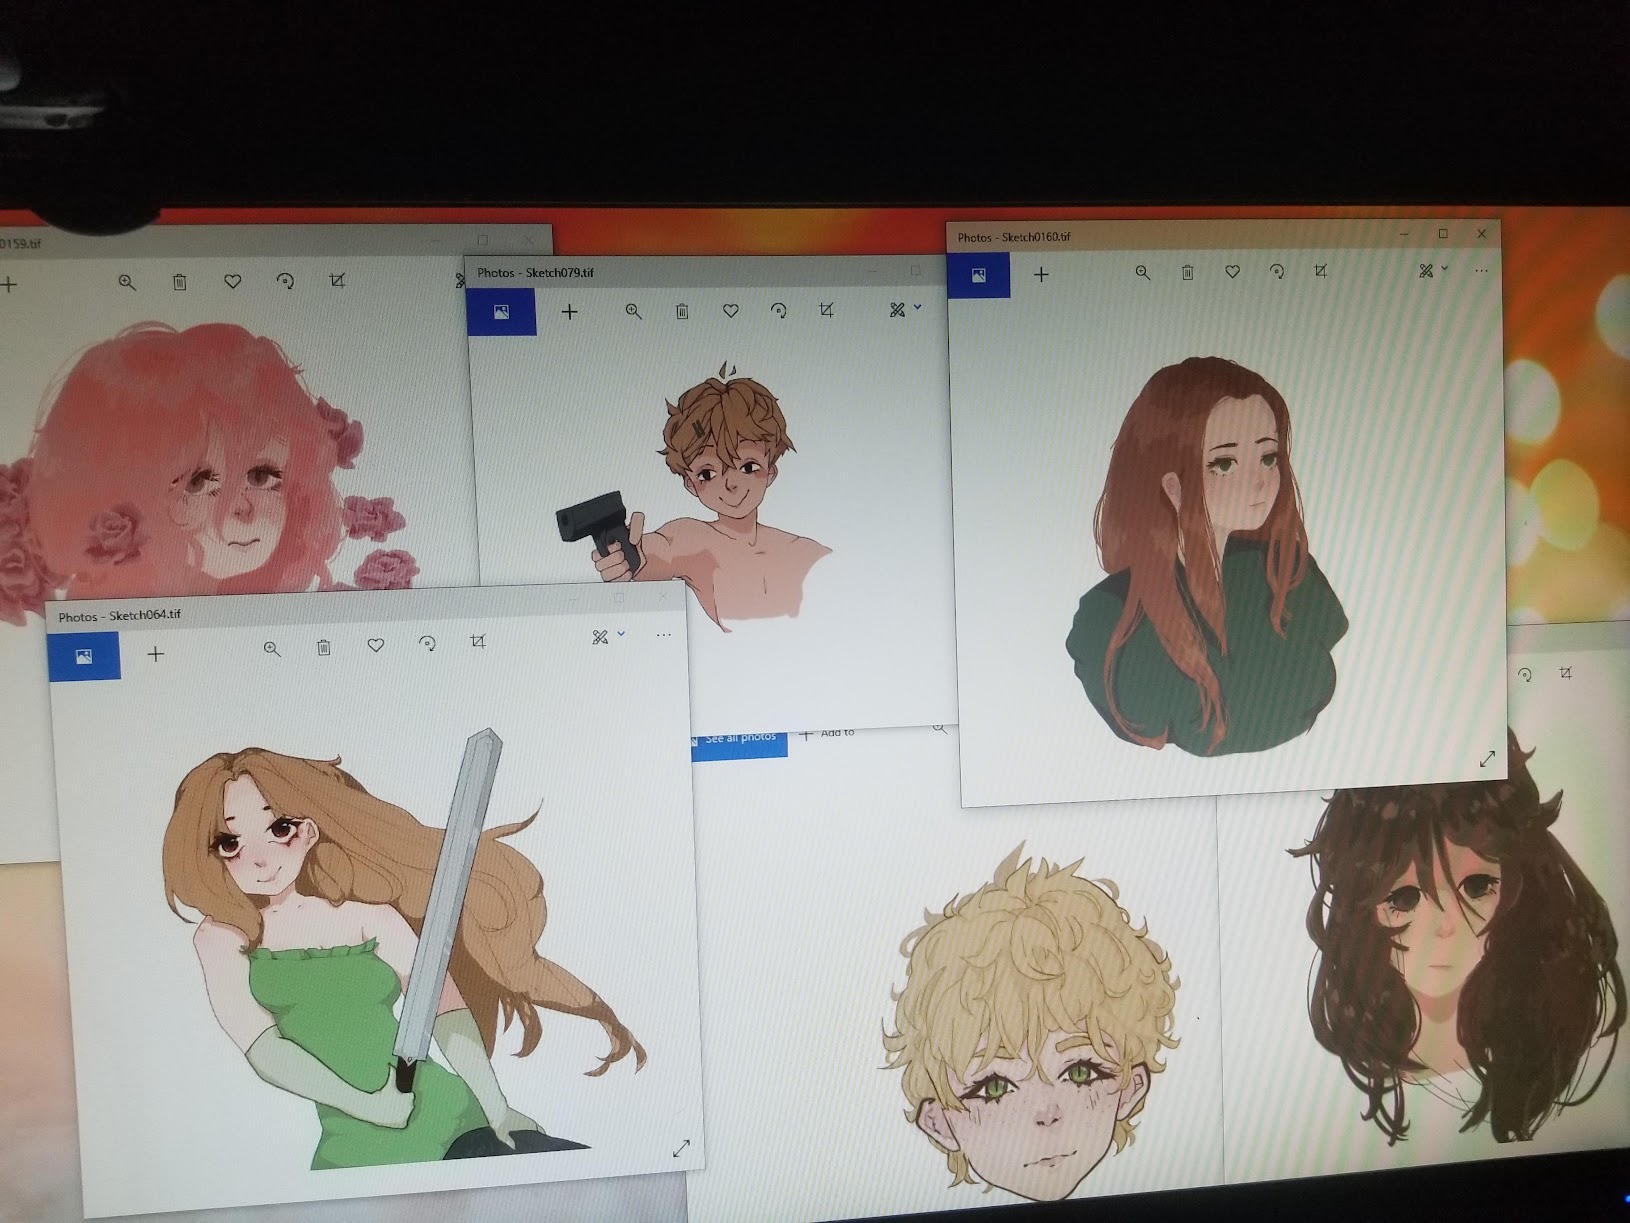 0159.tif
Photos - Sketch079.tif
Photos - Sketch0160.tif
Photos - Sketch064.tif
See all photos
Add to